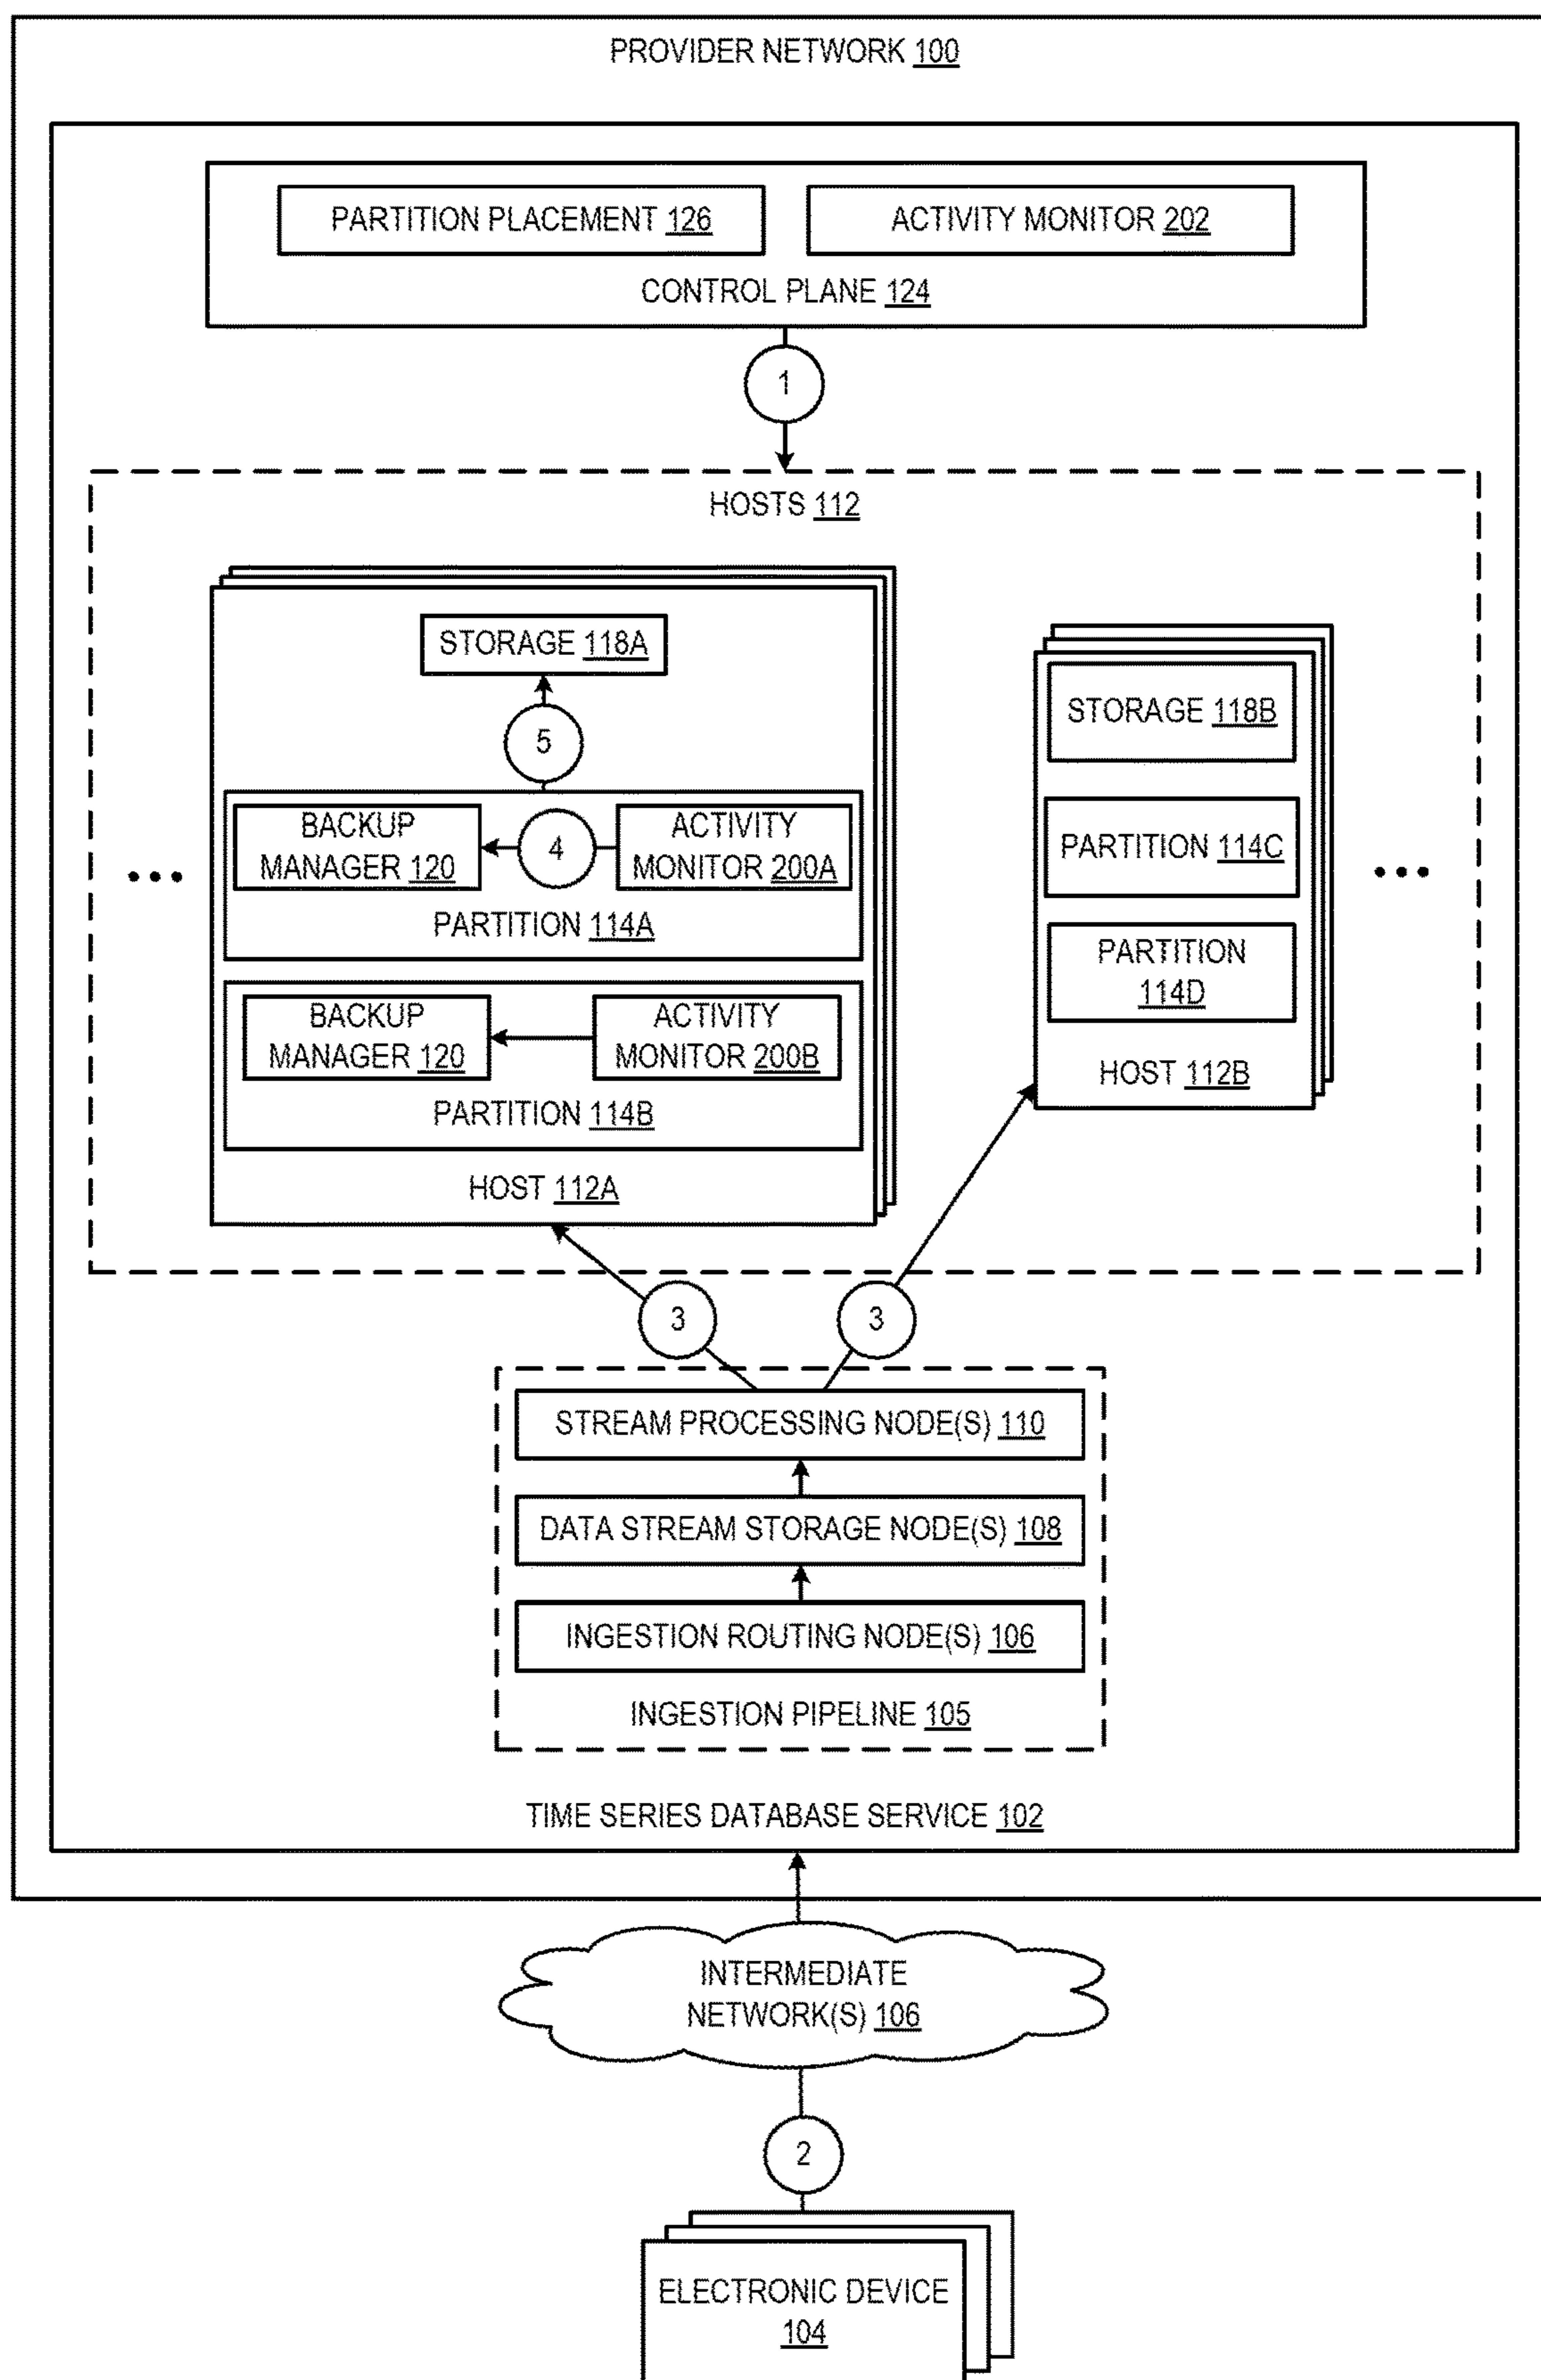 PROVIDER NETWORK 100
PARTITION PLACEMENT 126
ACTIVITY MONITOR 202
CONTROL PLANE 124
1
HOSTS 112
STORAGE 118A
5
BACKUP
MANAGER 120
4
ACTIVITY
MONITOR 200A
PARTITION 114A
BACKUP
MANAGER 120
ACTIVITY
MONITOR 200B
PARTITION 114B
HOST 112A
STORAGE 118B
PARTITION 114C
PARTITION
114D
HOST 112B
3
3
STREAM PROCESSING NODE(S) 110
DATA STREAM STORAGE NODE(S) 108
INGESTION ROUTING NODE(S) 106
INGESTION PIPELINE 105
TIME SERIES DATABASE SERVICE 102
INTERMEDIATE
NETWORK(S) 106
2
ELECTRONIC DEVICE
104